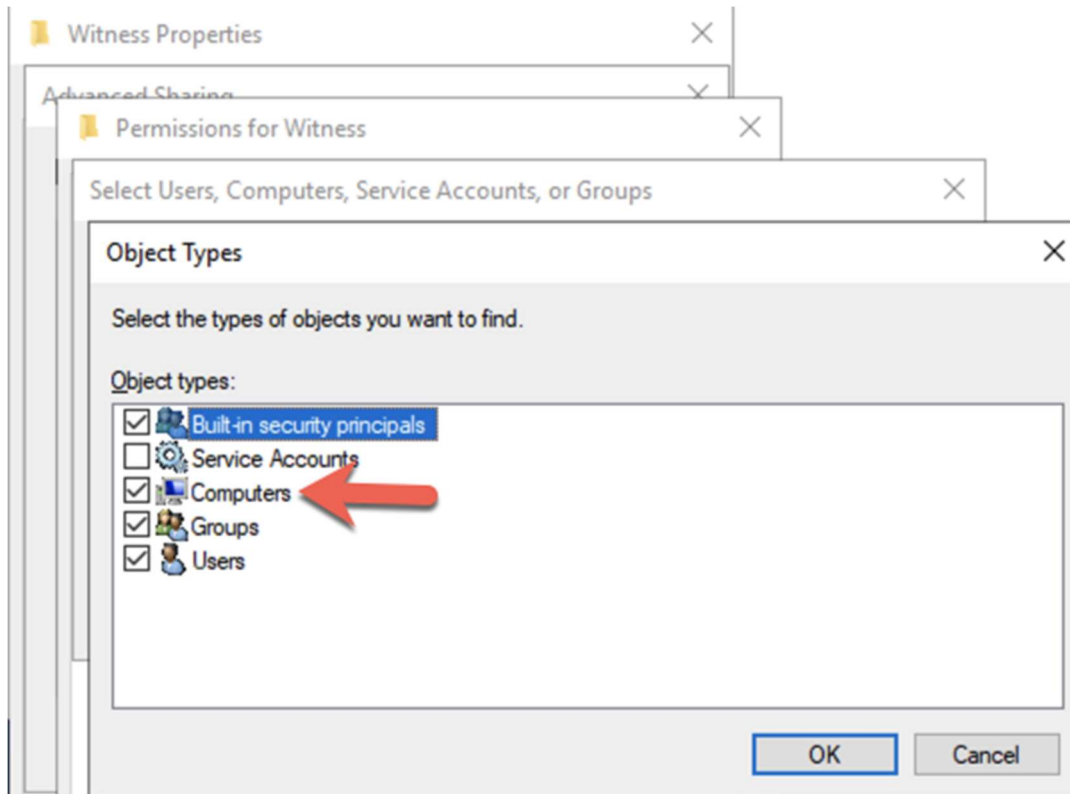 Witness Properties
Advanced Sharing
Permissions for Witness
Select Users, Computers, Service Accounts, or Groups
Object Types
Select the types of objects you want to find.
Object types:
Built-in security principals
Service Accounts
Computers
Groups
Users
OK
Cancel